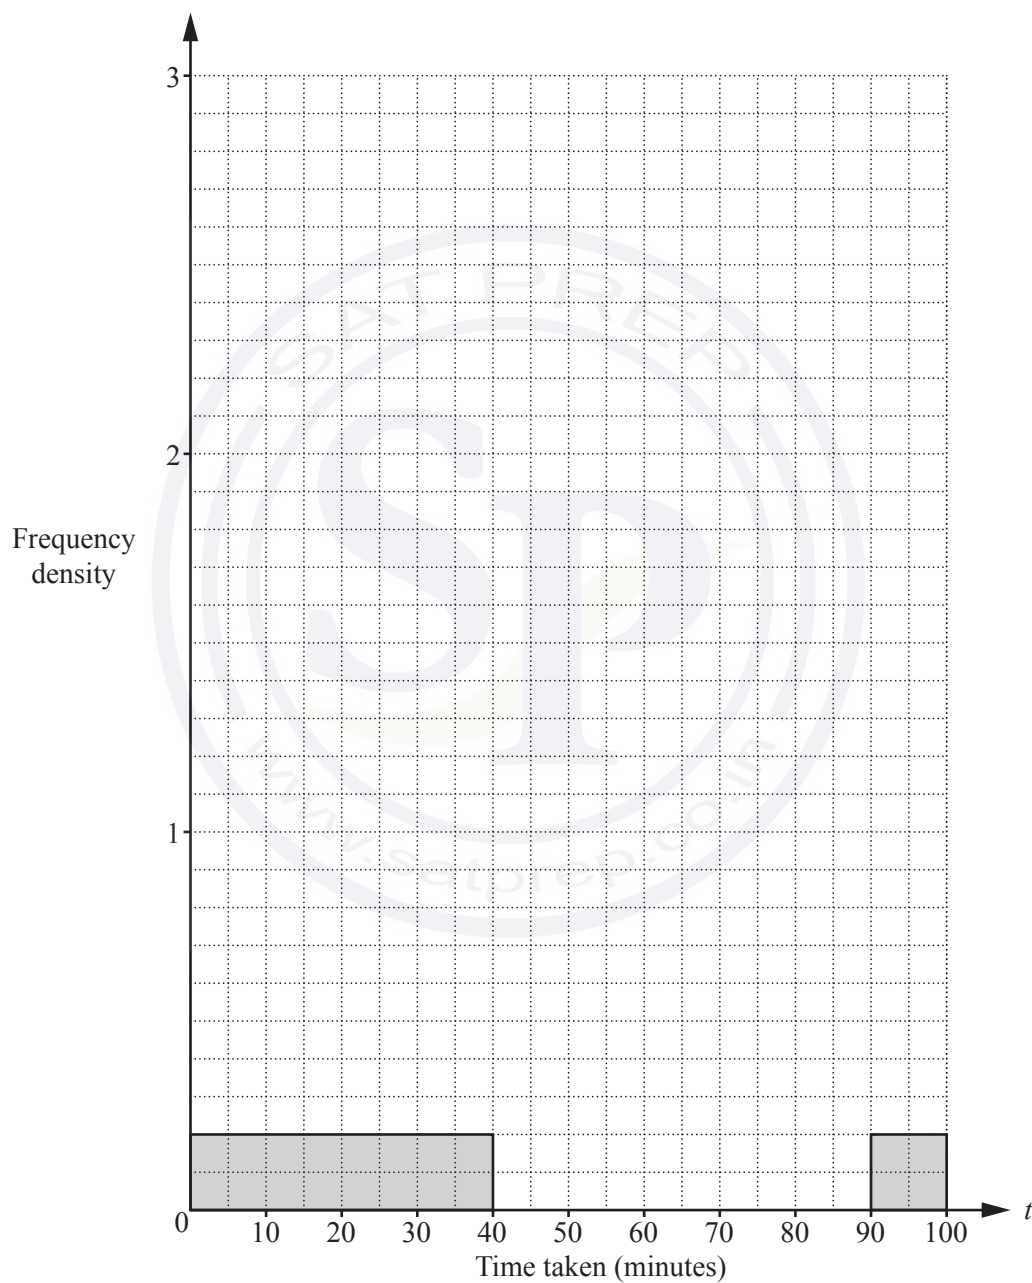 3
2
Frequency
density
1
0
10 20 30 40 50 60 70 80 90 100
t
Time taken (minutes)
SAT PREP
SP
www.satprep.co.in